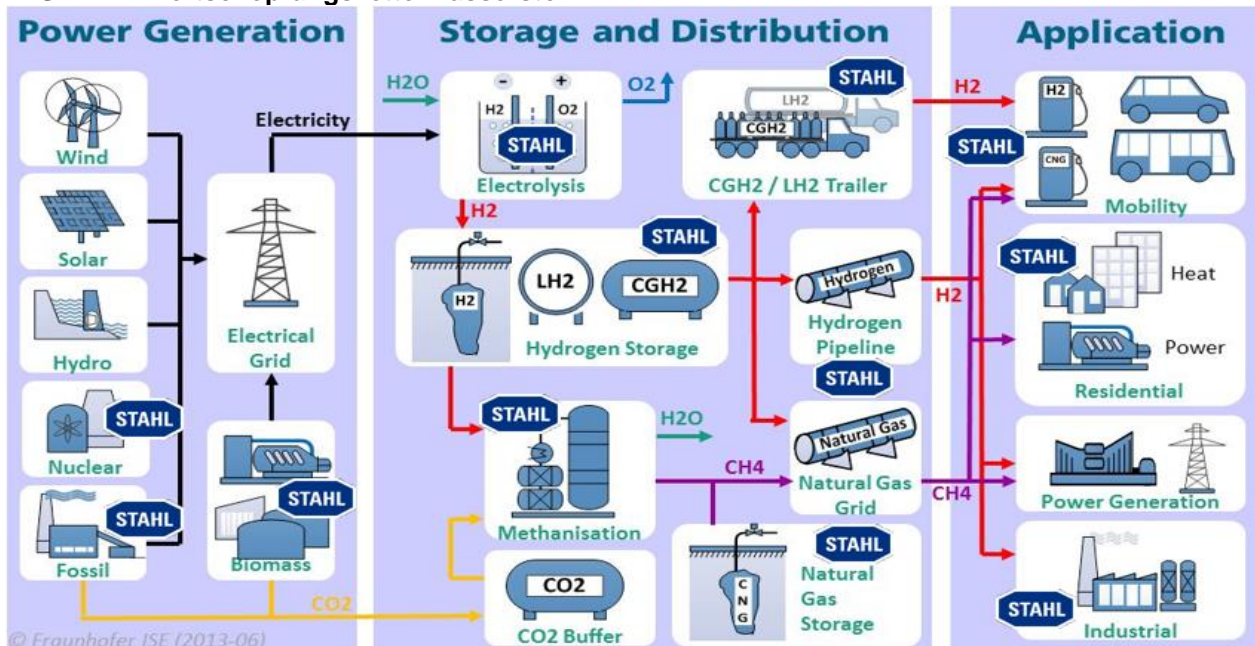 Power Generation
Storage and Distribution
Application
Wind
Solar
Hydro
Nuclear
STAHL
Fossil
STAHL
Electricity
Electrical
Grid
Biomass
STAHL
CO2
H2O
-
+
H2
O2
STAHL
Electrolysis
O2
H2
STAHL
LH2
CGH2
CGH2 / LH2 Trailer
H2
STAHL
H2
LH2
CGH2
Hydrogen Storage
Hydrogen
Hydrogen
Pipeline
H2
STAHL
STAHL
Methanisation
H2O
CH4
Natural Gas
Natural Gas
Grid
CH4
CO2
CO2 Buffer
CNG
STAHL
Natural
Gas
Storage
H2
STAHL
CNG
Mobility
STAHL
Heat
Power
Residential
Power Generation
STAHL
Industrial
© Fraunhofer ISE (2013-06)